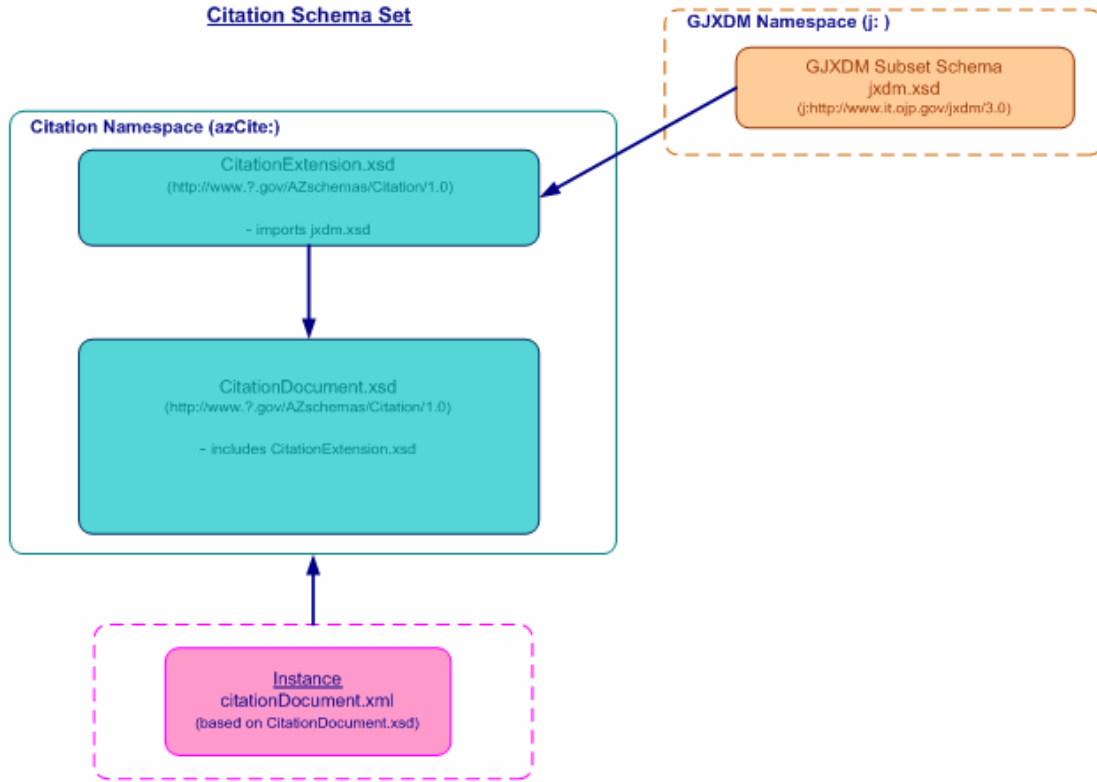 Citation Schema Set
GJXDM Namespace (j: )
GJXDM Subset Schema
jxdm.xsd
(j:http://www.it.ojp.gov/jxdm/3.0)
Citation Namespace (azCite:)
CitationExtension.xsd
(http://www.?.gov/AZschemas/Citation/1.0)
- imports jxdm.xsd
CitationDocument.xsd
(http://www.?.gov/AZschemas/Citation/1.0)
- includes CitationExtension.xsd
Instance
citationDocument.xml
(based on CitationDocument.xsd)